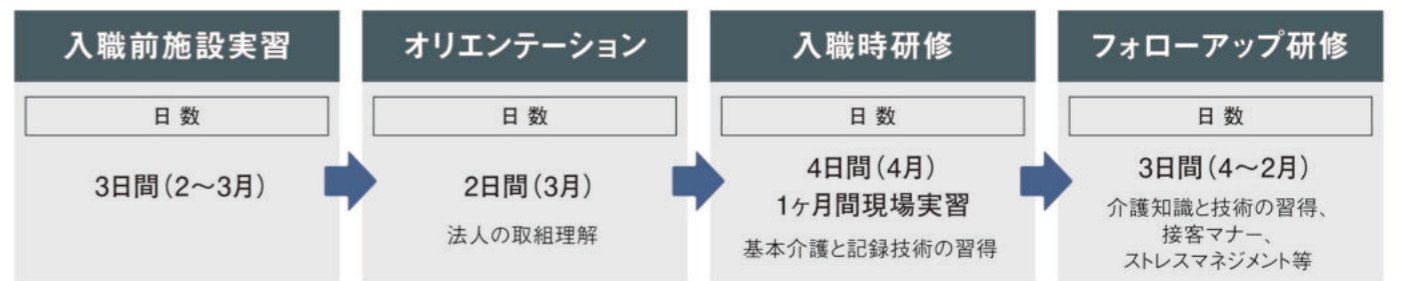 入職前施設実習
日数
3日間(2〜3月)
オリエンテーション
日数
2日間(3月)
法人の取組理解
入職時研修
日数
4日間(4月)
1ヶ月間現場実習
基本介護と記録技術の習得
フォローアップ研修
日数
3日間(4〜2月)
介護知識と技術の習得、
接客マナー、
ストレスマネジメント等